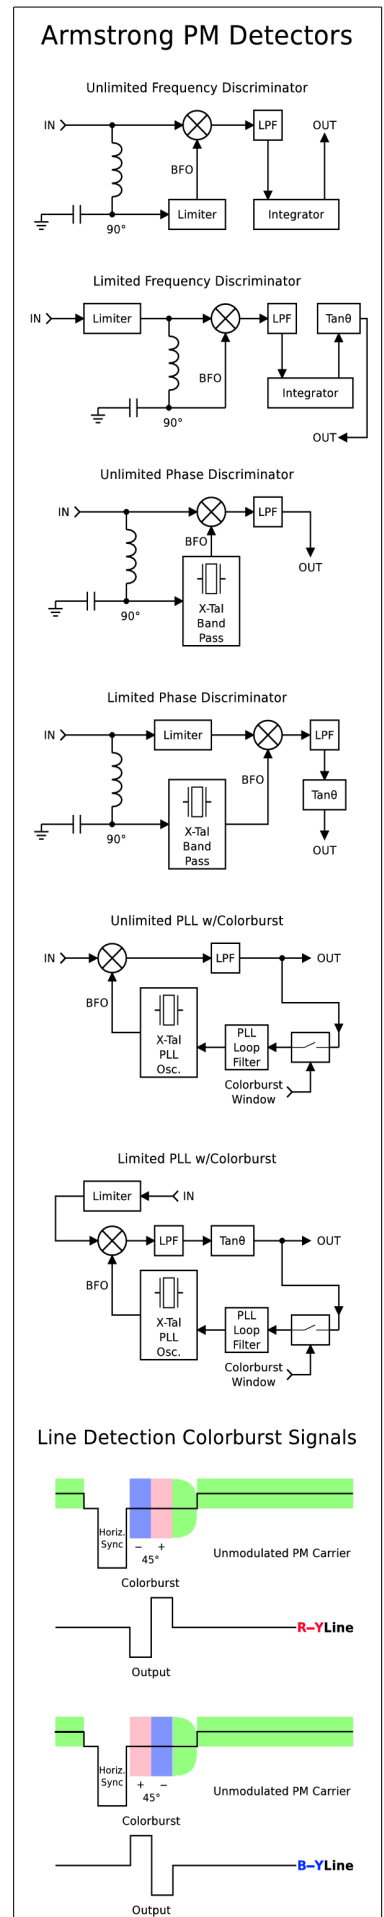 Armstrong PM Detectors
Unlimited Frequency Discriminator
IN
LPF
OUT
BFO
90°
Limiter
Integrator
Limited Frequency Discriminator
IN
Limiter
LPF
Tanθ
BFO
Integrator
90°
OUT
Unlimited Phase Discriminator
IN
LPF
BFO
OUT
90°
X-Tal
Band
Pass
Limited Phase Discriminator
IN
Limiter
LPF
BFO
Tanθ
90°
X-Tal
Band
Pass
OUT
Unlimited PLL w/Colorburst
IN
LPF
OUT
BFO
X-Tal
PLL
Osc.
PLL
Loop
Filter
Colorburst
Window
Limited PLL w/Colorburst
Limiter
IN
LPF
Tanθ
OUT
BFO
X-Tal
PLL
Osc.
PLL
Loop
Filter
Colorburst
Window
Line Detection Colorburst Signals
Horiz.
Sync
− +
45°
Unmodulated PM Carrier
Colorburst
R–Y Line
Output
Horiz.
Sync
+ −
45°
Unmodulated PM Carrier
Colorburst
B–Y Line
Output